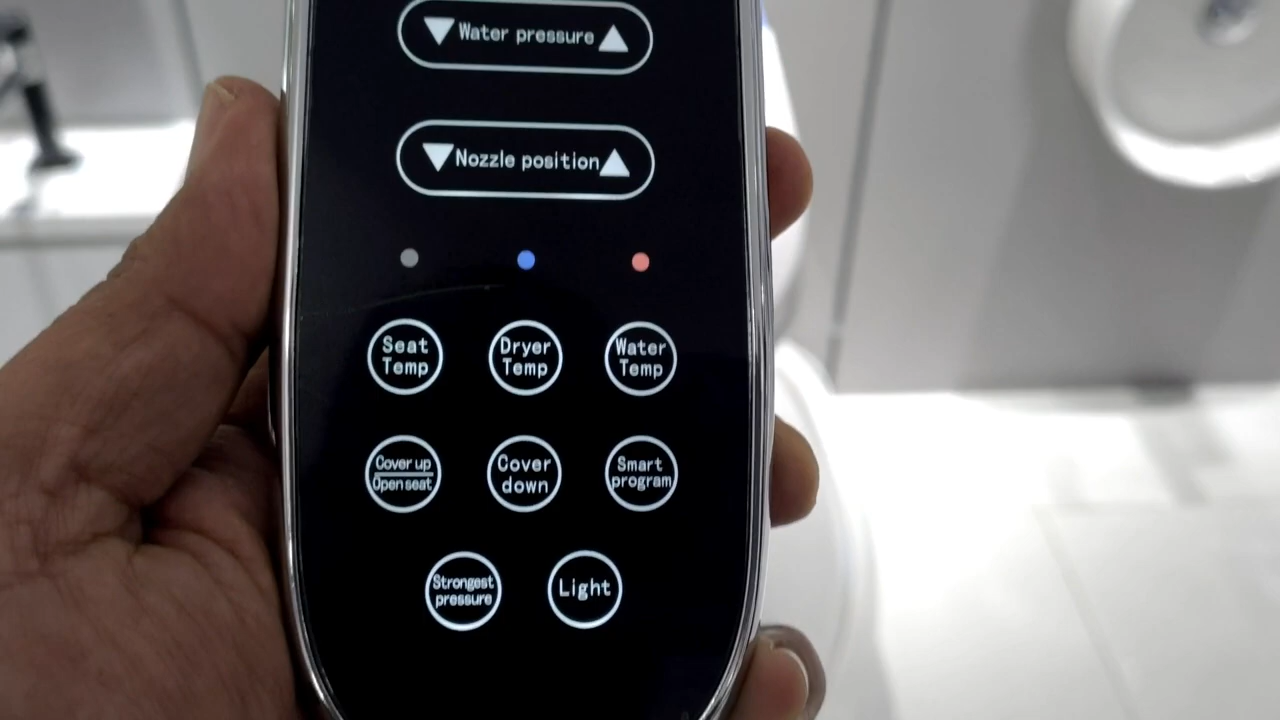 Water pressure
Nozzle position
Seat
Temp
Dryer
Temp
Water
Temp
Cover up
Open seat
Cover
down
Smart
program
Strongest
pressure
Light